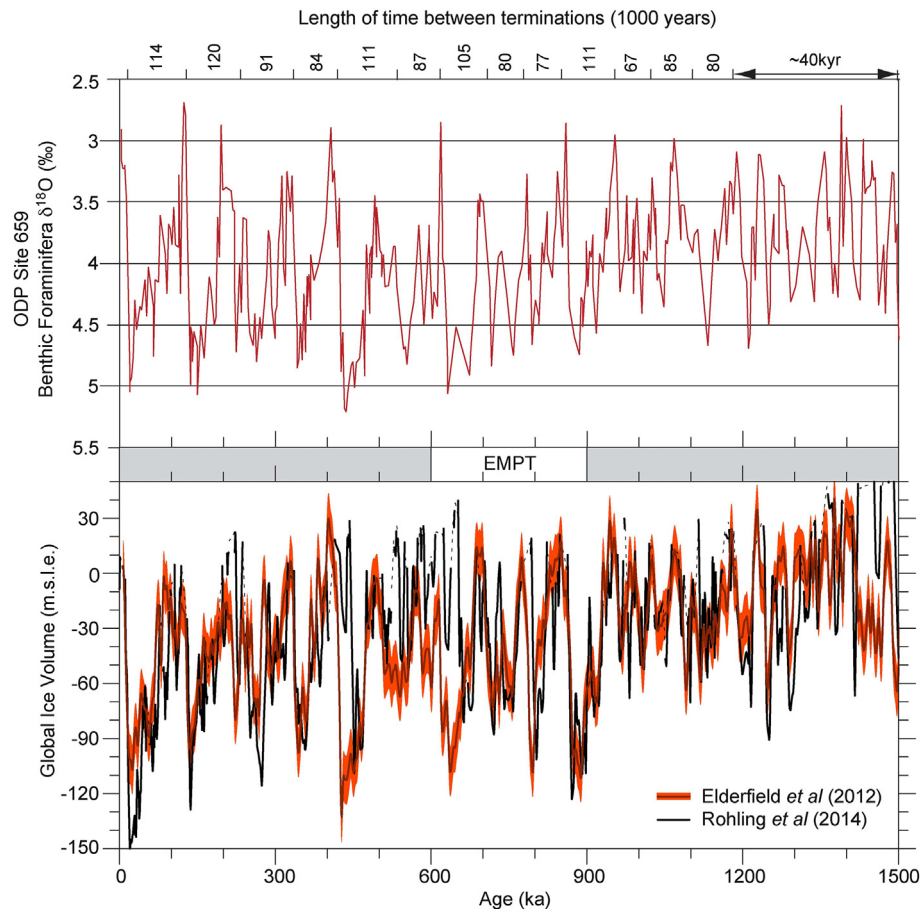 Length of time between terminations (1000 years)
114 120 91 84 111 87 105 80 77 111 67 85 80 ~40kyr
2.5
3
3.5
4
4.5
5
5.5
ODP Site 659
Benthic Foraminifera δ18O (‰)
EMPT
30
0
-30
-60
-90
-120
-150
Global Ice Volume (m.s.l.e.)
Elderfield et al (2012)
Rohling et al (2014)
0 300 600 900 1200 1500
Age (ka)